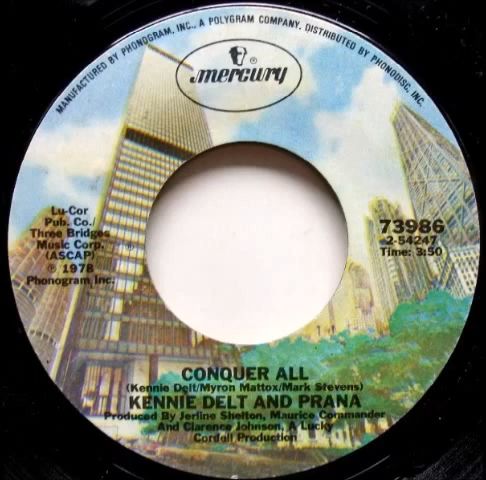 MANUFACTURED BY PHONOGRAM, INC., A POLYGRAM COMPANY. DISTRIBUTED BY PHONODISC, INC.
®
mercury
Lu-Cor
Pub. Co./
Three Bridges
Music Corp.
(ASCAP)
℗ 1978
Phonogram Inc.
73986
2-54247
Time: 3:50
CONQUER ALL
(Kennie Delt/Myron Mattox/Mark Stevens)
KENNIE DELT AND PRANA
Produced By Jerline Shelton, Maurice Commander
And Clarence Johnson, A Lucky
Cordell Production